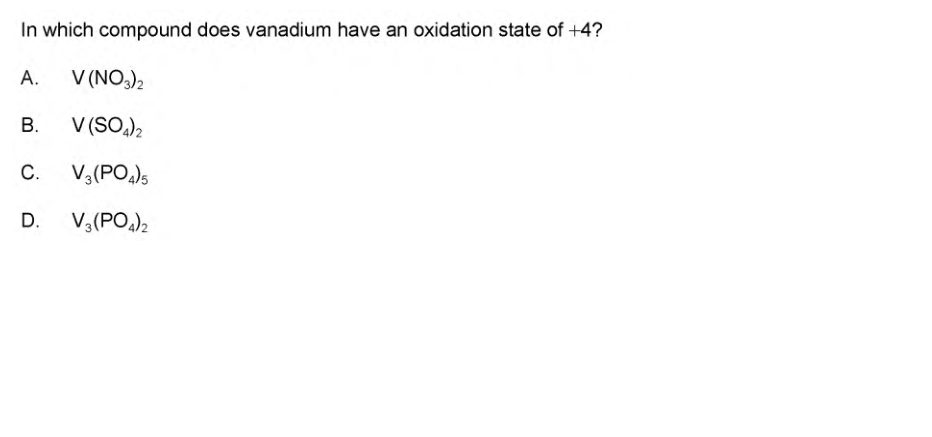 In which compound does vanadium have an oxidation state of +4?
A. V(NO₃)₂
B. V(SO₄)₂
C. V₃(PO₄)₅
D. V₃(PO₄)₂